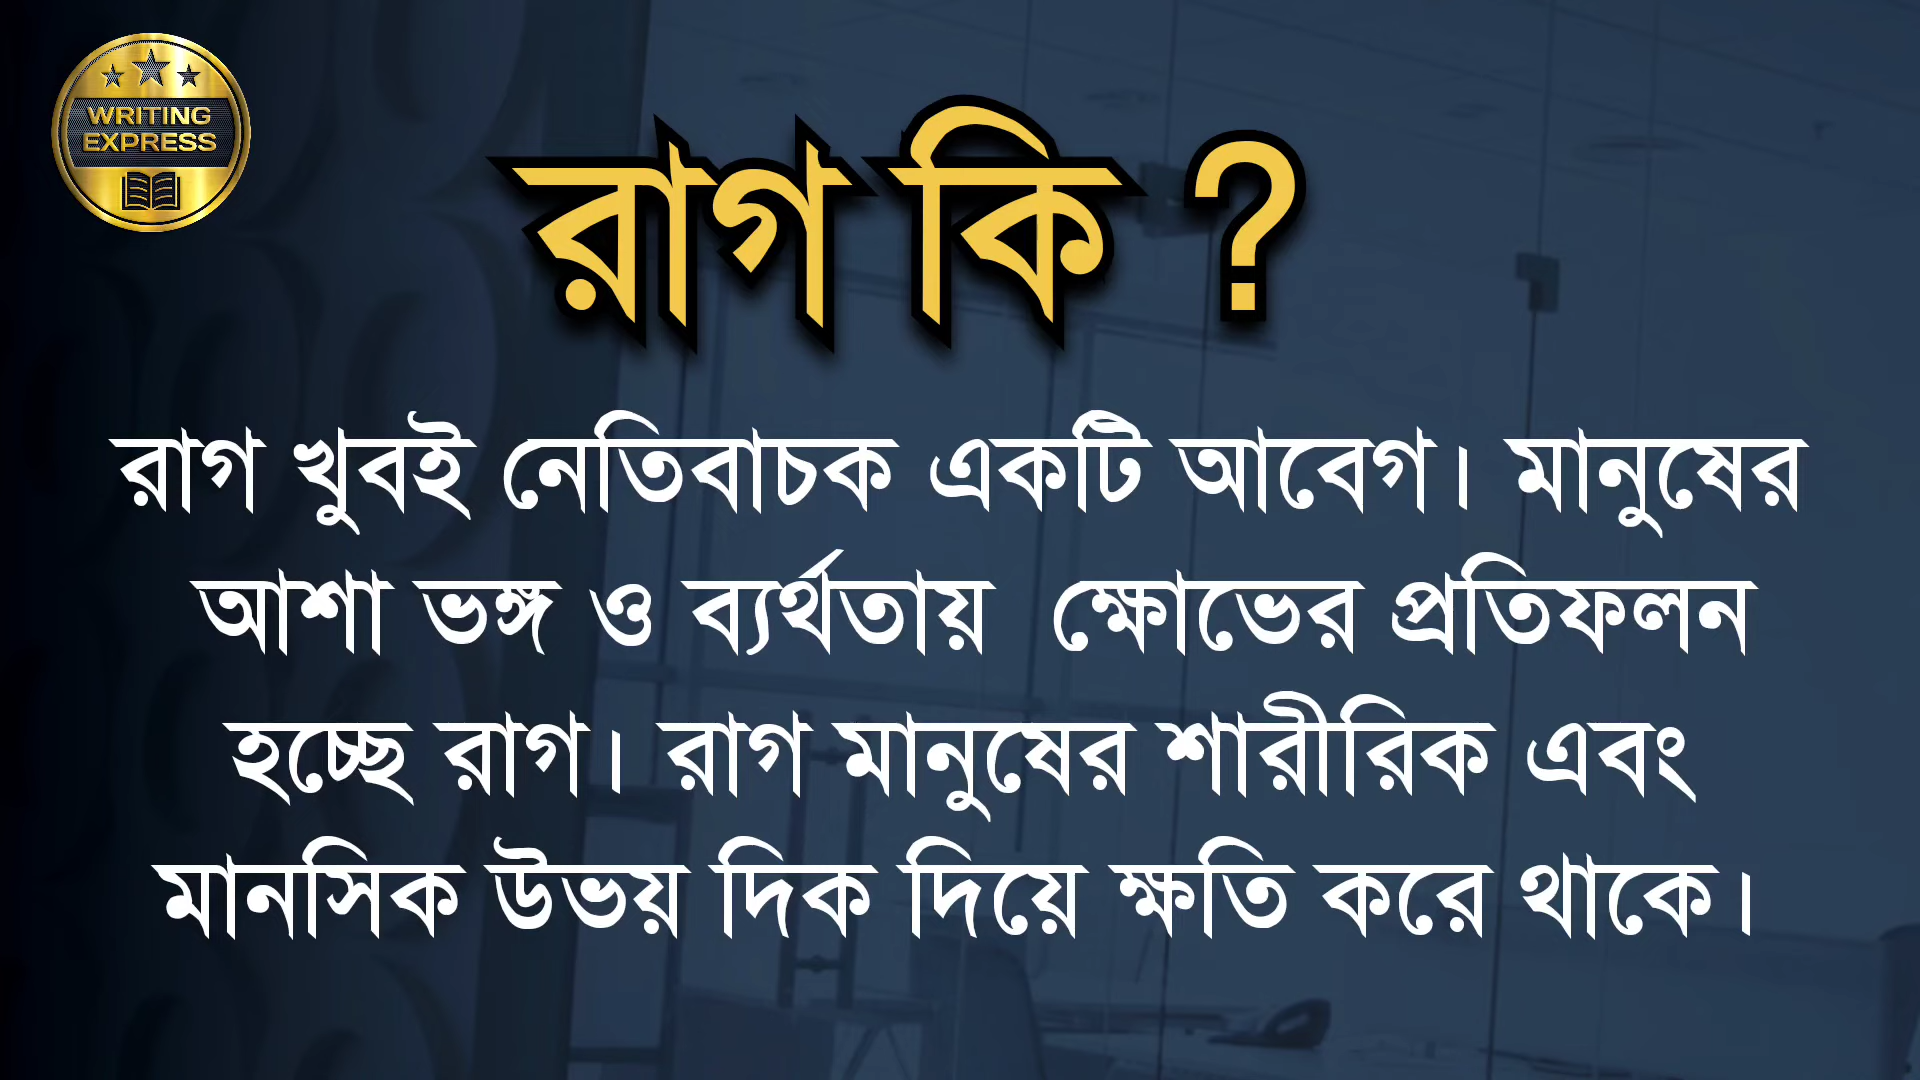 WRITING
EXPRESS
রাগ কি ?
রাগ খুবই নেতিবাচক একটি আবেগ। মানুষের
আশা ভঙ্গ ও ব্যর্থতায় ক্ষোভের প্রতিফলন
হচ্ছে রাগ। রাগ মানুষের শারীরিক এবং
মানসিক উভয় দিক দিয়ে ক্ষতি করে থাকে।